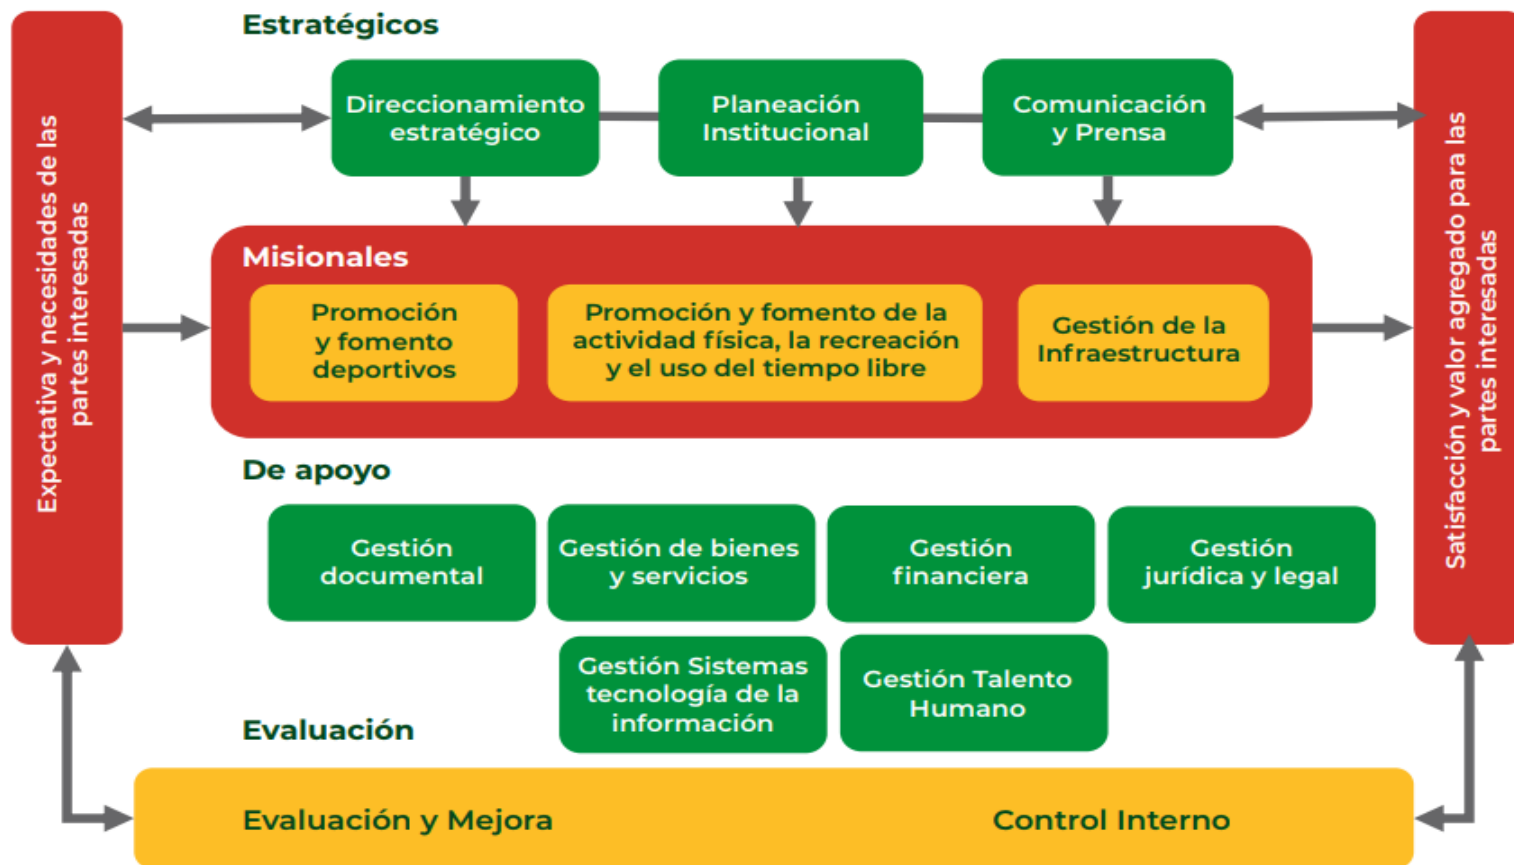 Estratégicos
Direccionamiento
estratégico
Planeación
Institucional
Comunicación
y Prensa
Expectativa y necesidades de las
partes interesadas
Misionales
Promoción
y fomento
deportivos
Promoción y fomento de la
actividad física, la recreación
y el uso del tiempo libre
Gestión de la
Infraestructura
Satisfacción y valor agregado para las
partes interesadas
De apoyo
Gestión
documental
Gestión de bienes
y servicios
Gestión
financiera
Gestión
jurídica y legal
Gestión Sistemas
tecnología de la
información
Gestión Talento
Humano
Evaluación
Evaluación y Mejora
Control Interno